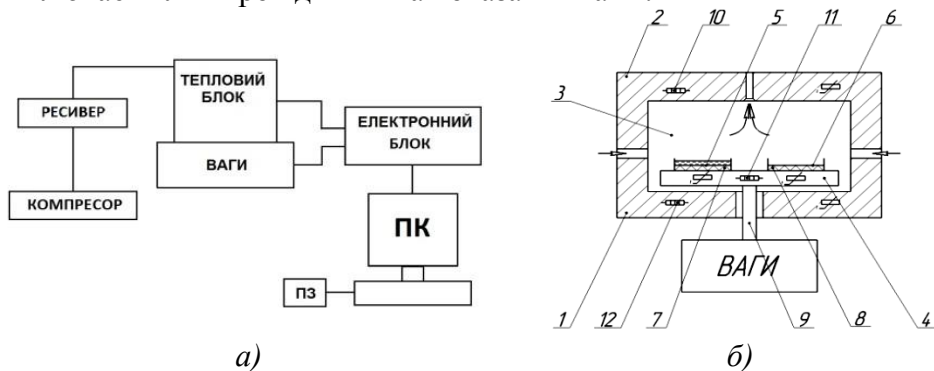 2 10 5 11 6
ТЕПЛОВИЙ
БЛОК
РЕСИВЕР
3
ЕЛЕКТРОННИЙ
БЛОК
ВАГИ
КОМПРЕСОР
ПК
ВАГИ
ПЗ
1 12 7 9 8 4
а)
б)